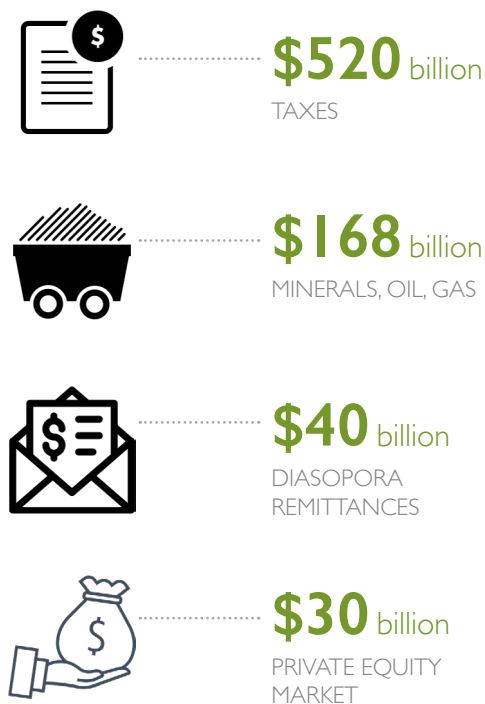 $
$520 billion
TAXES
$168 billion
MINERALS, OIL, GAS
$
$40 billion
DIASOPORA
REMITTANCES
$
$30 billion
PRIVATE EQUITY
MARKET